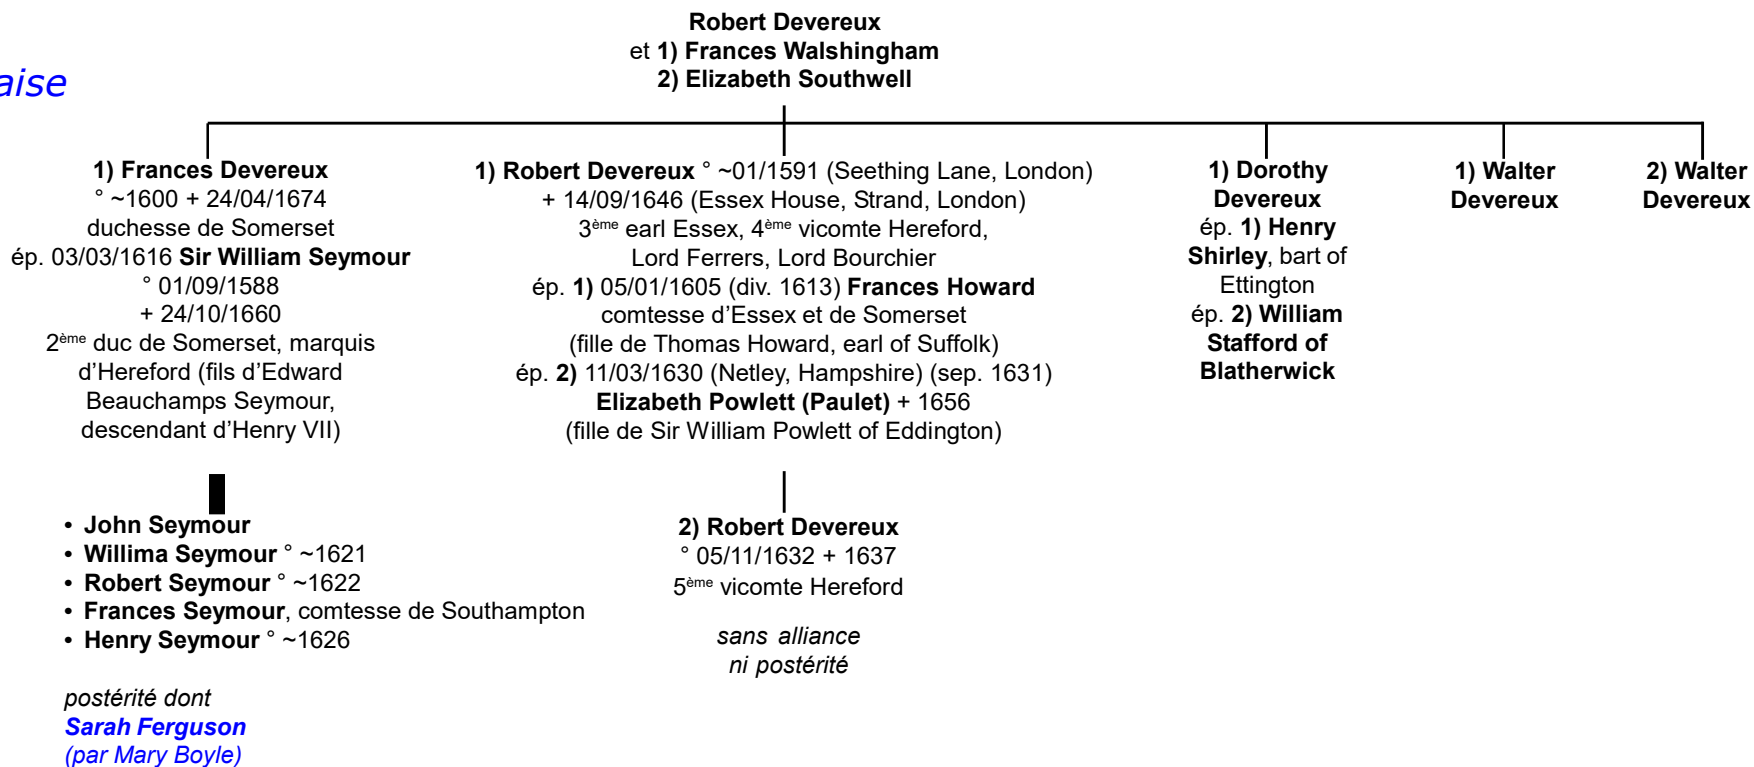 aise
Robert Devereux
et 1) Frances Walshingham
2) Elizabeth Southwell
1) Frances Devereux
° ~1600 + 24/04/1674
duchesse de Somerset
ép. 03/03/1616 Sir William Seymour
° 01/09/1588
+ 24/10/1660
2ème duc de Somerset, marquis
d’Hereford (fils d’Edward
Beauchamps Seymour,
descendant d’Henry VII)
• John Seymour
• Willima Seymour ° ~1621
• Robert Seymour ° ~1622
• Frances Seymour, comtesse de Southampton
• Henry Seymour ° ~1626
postérité dont
Sarah Ferguson
(par Mary Boyle)
1) Robert Devereux ° ~01/1591 (Seething Lane, London)
+ 14/09/1646 (Essex House, Strand, London)
3ème earl Essex, 4ème vicomte Hereford,
Lord Ferrers, Lord Bourchier
ép. 1) 05/01/1605 (div. 1613) Frances Howard
comtesse d’Essex et de Somerset
(fille de Thomas Howard, earl of Suffolk)
ép. 2) 11/03/1630 (Netley, Hampshire) (sep. 1631)
Elizabeth Powlett (Paulet) + 1656
(fille de Sir William Powlett of Eddington)
2) Robert Devereux
° 05/11/1632 + 1637
5ème vicomte Hereford
sans alliance
ni postérité
1) Dorothy
Devereux
ép. 1) Henry
Shirley, bart of
Ettington
ép. 2) William
Stafford of
Blatherwick
1) Walter
Devereux
2) Walter
Devereux